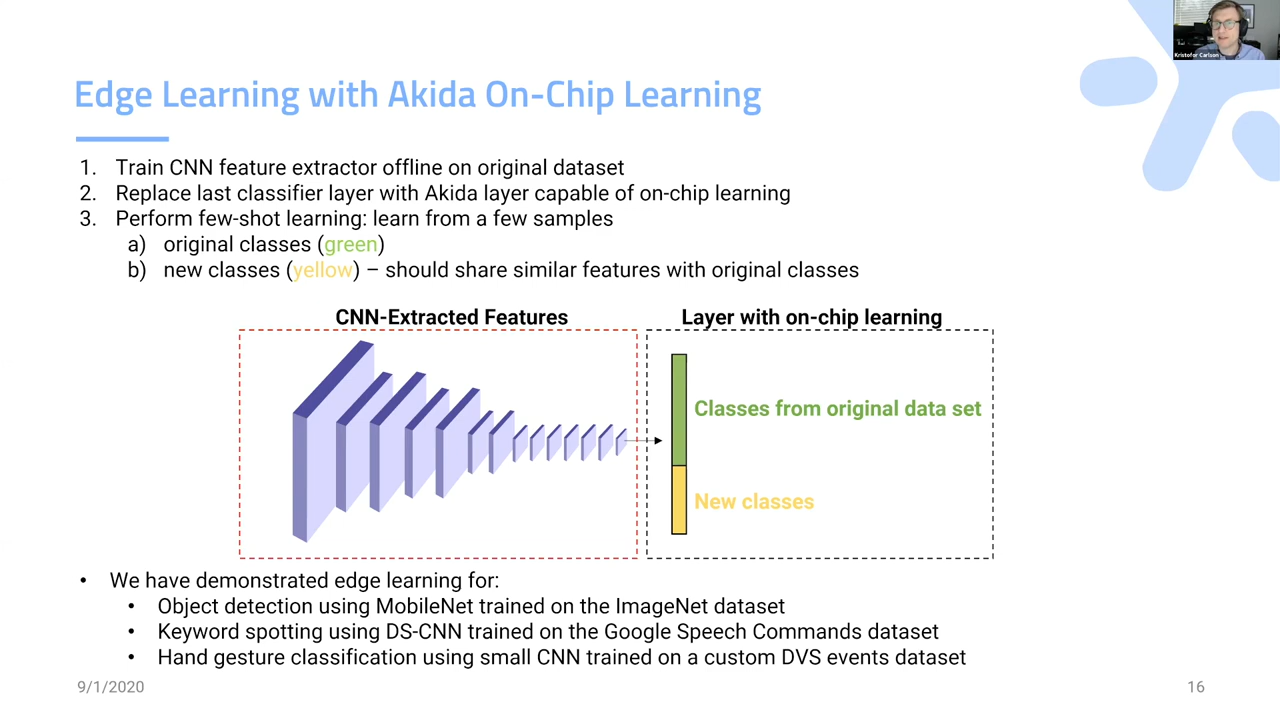 Kristofor Carlson
Edge Learning with Akida On-Chip Learning
1. Train CNN feature extractor offline on original dataset
2. Replace last classifier layer with Akida layer capable of on-chip learning
3. Perform few-shot learning: learn from a few samples
a) original classes (green)
b) new classes (yellow) – should share similar features with original classes
CNN-Extracted Features
Layer with on-chip learning
Classes from original data set
New classes
• We have demonstrated edge learning for:
• Object detection using MobileNet trained on the ImageNet dataset
• Keyword spotting using DS-CNN trained on the Google Speech Commands dataset
• Hand gesture classification using small CNN trained on a custom DVS events dataset
9/1/2020
16